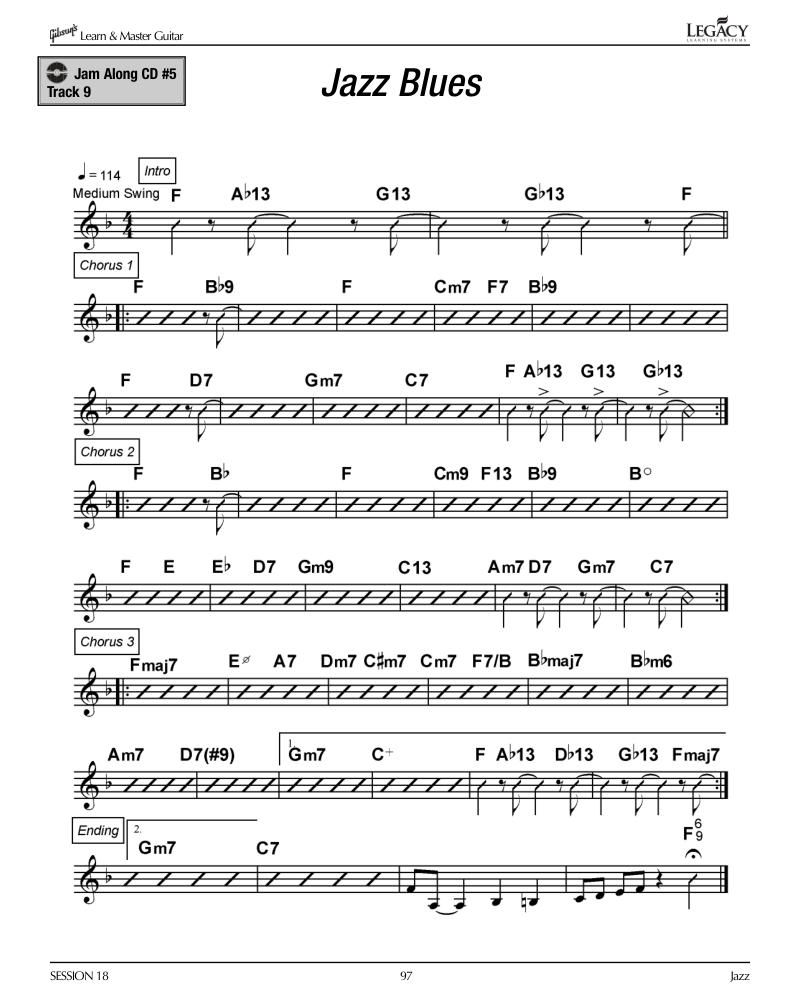 Gibson's Learn & Master Guitar
LEGACY
LEARNING SYSTEMS
Jam Along CD #5
Track 9
Jazz Blues
♩ = 114 Intro
Medium Swing F A♭13 G13 G♭13 F
Chorus 1
F B♭9 F Cm7 F7 B♭9
F D7 Gm7 C7 F A♭13 G13 G♭13
Chorus 2
F B♭ F Cm9 F13 B♭9 B○
F E E♭ D7 Gm9 C13 Am7 D7 Gm7 C7
Chorus 3
Fmaj7 Eø A7 Dm7 C♯m7 Cm7 F7/B B♭maj7 B♭m6
Am7 D7(#9) 1. Gm7 C+ F A♭13 D♭13 G♭13 Fmaj7
Ending 2.
Gm7 C7 F6/9
SESSION 18 97 Jazz